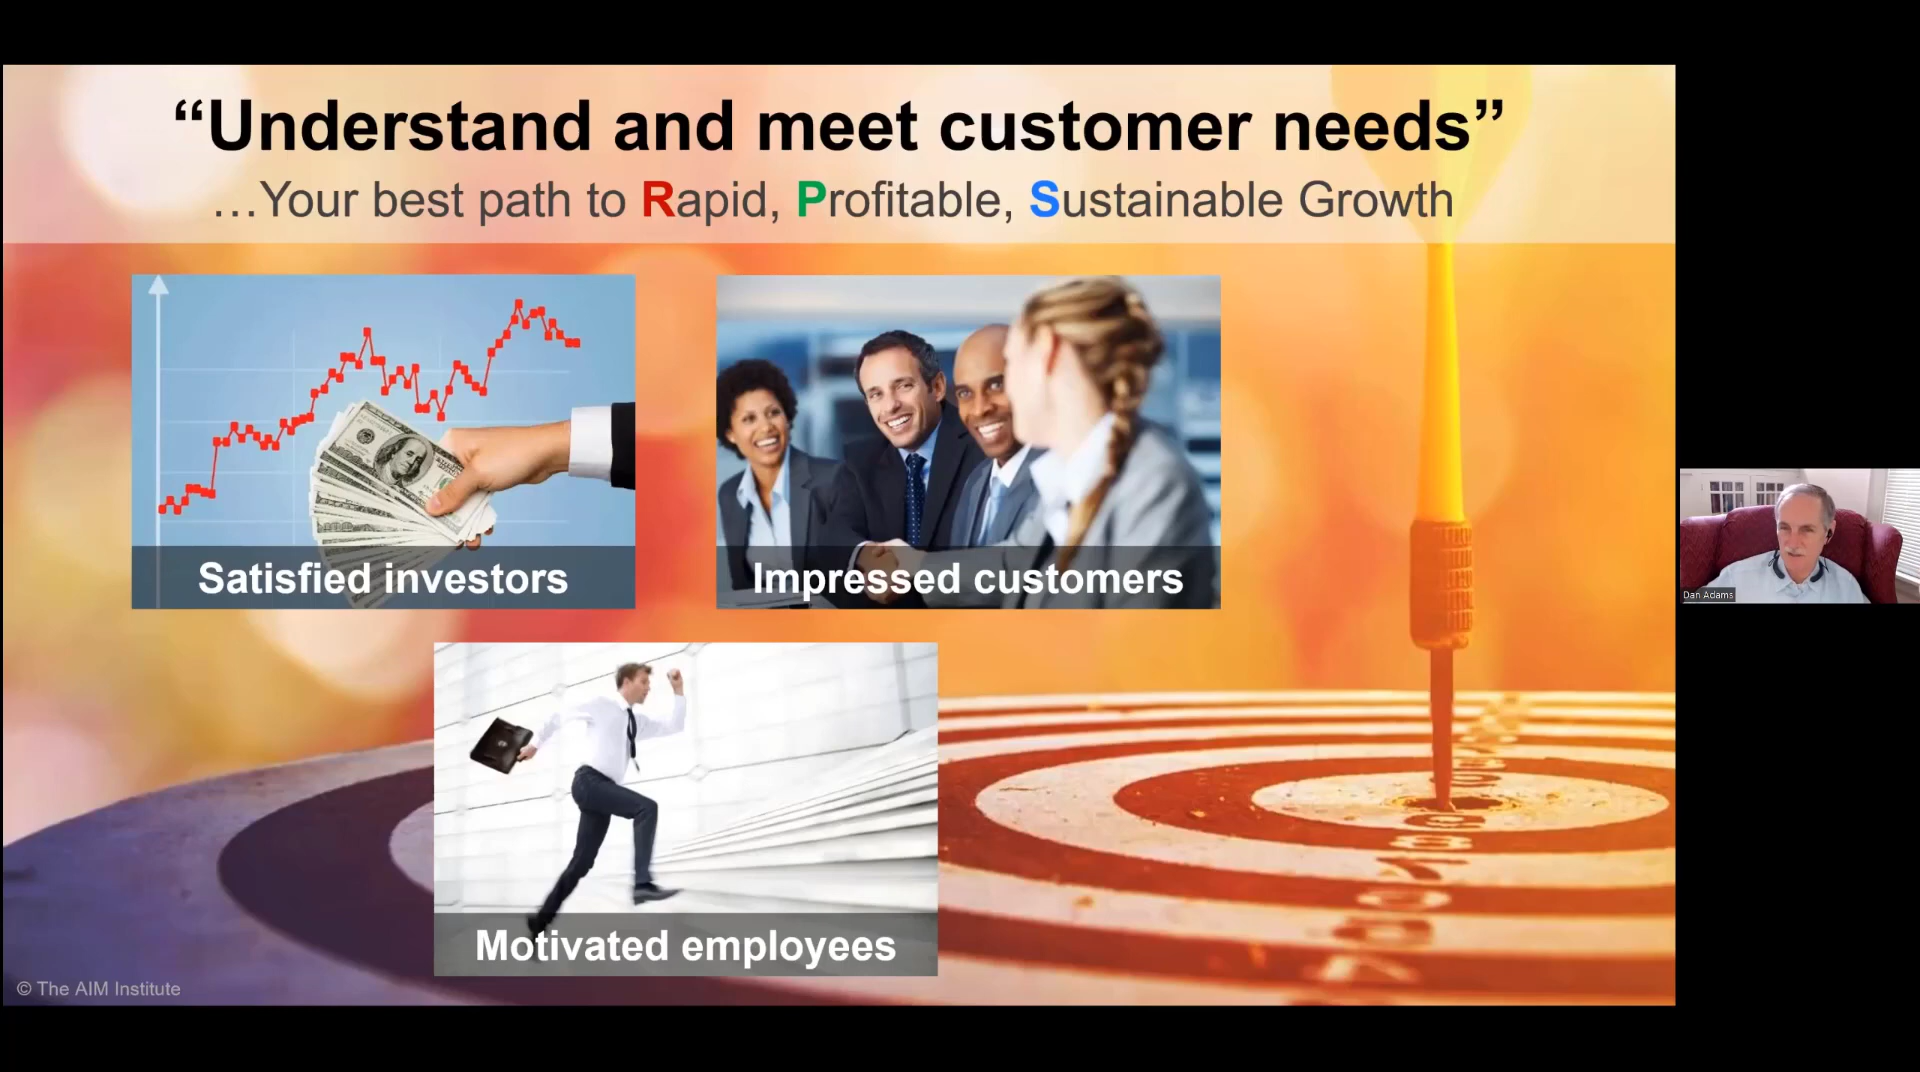 “Understand and meet customer needs”
…Your best path to Rapid, Profitable, Sustainable Growth
Satisfied investors
Impressed customers
Motivated employees
Dan Adams
© The AIM Institute